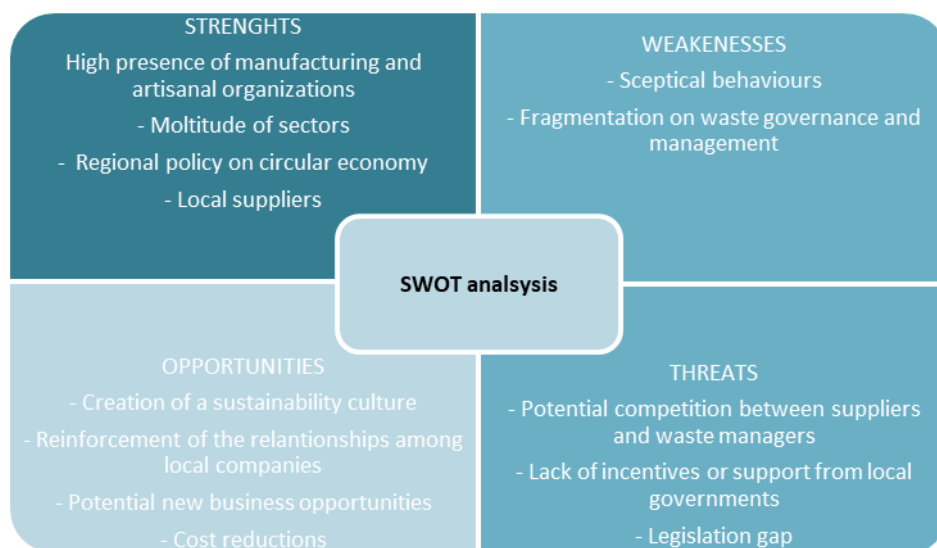 STRENGHTS
High presence of manufacturing and
artisanal organizations
- Moltitude of sectors
- Regional policy on circular economy
- Local suppliers
WEAKENESSES
- Sceptical behaviours
- Fragmentation on waste governance and
management
SWOT analsysis
OPPORTUNITIES
- Creation of a sustainability culture
- Reinforcement of the relantionships among
local companies
- Potential new business opportunities
- Cost reductions
THREATS
- Potential competition between suppliers
and waste managers
- Lack of incentives or support from local
governments
- Legislation gap